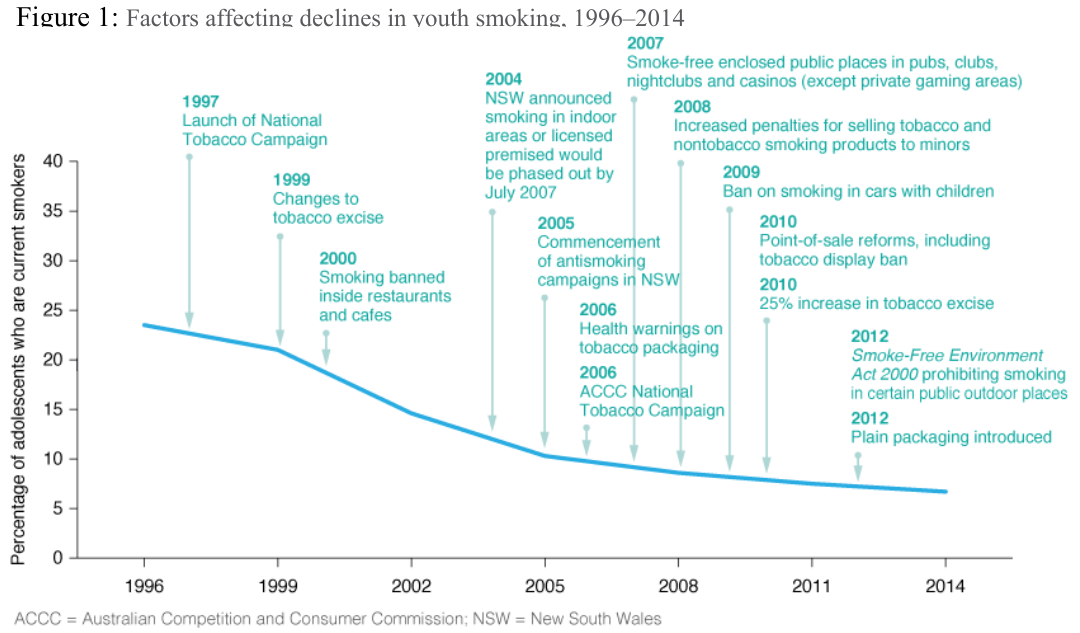 Figure 1: Factors affecting declines in youth smoking, 1996–2014
2007
Smoke-free enclosed public places in pubs, clubs,
nightclubs and casinos (except private gaming areas)
2004
NSW announced
smoking in indoor
areas or licensed
premised would
be phased out by
July 2007
1997
Launch of National
Tobacco Campaign
2008
Increased penalties for selling tobacco and
nontobacco smoking products to minors
1999
Changes to
tobacco excise
2009
Ban on smoking in cars with children
2005
Commencement
of antismoking
campaigns in NSW
2010
Point-of-sale reforms, including
tobacco display ban
2000
Smoking banned
inside restaurants
and cafes
2010
25% increase in tobacco excise
2006
Health warnings on
tobacco packaging
2006
ACCC National
Tobacco Campaign
2012
Smoke-Free Environment
Act 2000 prohibiting smoking
in certain public outdoor places
2012
Plain packaging introduced
Percentage of adolescents who are current smokers
40
35
30
25
20
15
10
5
0
1996 1999 2002 2005 2008 2011 2014
ACCC = Australian Competition and Consumer Commission; NSW = New South Wales